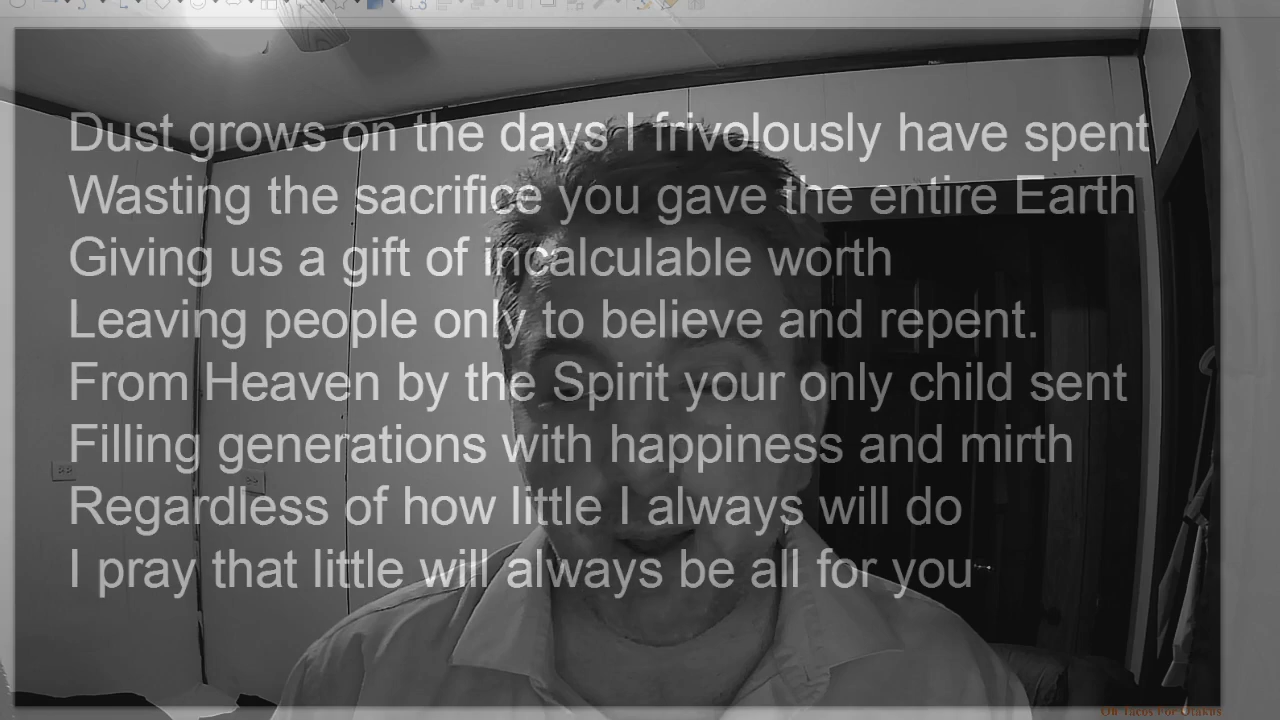 Dust grows on the days I frivolously have spent
Wasting the sacrifice you gave the entire Earth
Giving us a gift of incalculable worth
Leaving people only to believe and repent.
From Heaven by the Spirit your only child sent
Filling generations with happiness and mirth
Regardless of how little I always will do
I pray that little will always be all for you